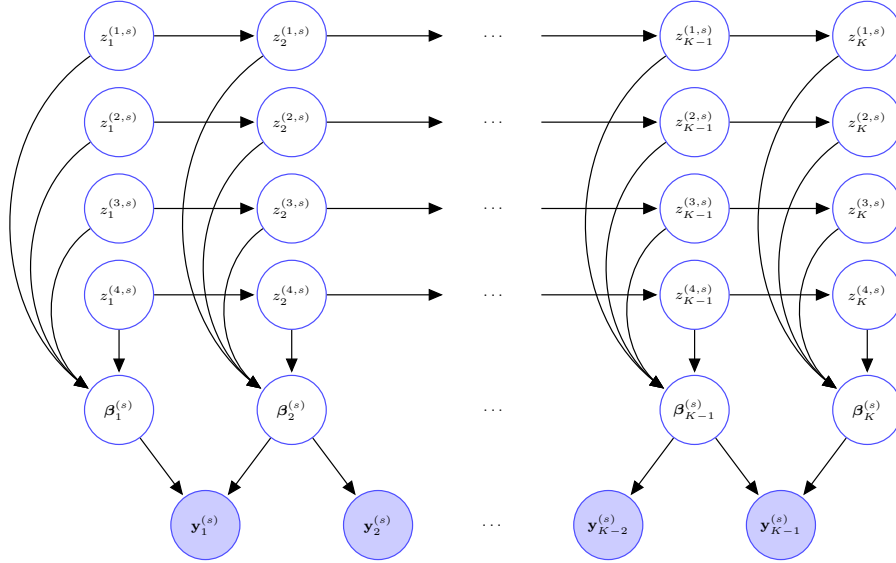 z_1^{(1,s)} z_2^{(1,s)} ··· z_{K−1}^{(1,s)} z_K^{(1,s)}
z_1^{(2,s)} z_2^{(2,s)} ··· z_{K−1}^{(2,s)} z_K^{(2,s)}
z_1^{(3,s)} z_2^{(3,s)} ··· z_{K−1}^{(3,s)} z_K^{(3,s)}
z_1^{(4,s)} z_2^{(4,s)} ··· z_{K−1}^{(4,s)} z_K^{(4,s)}
β_1^{(s)} β_2^{(s)} ··· β_{K−1}^{(s)} β_K^{(s)}
y_1^{(s)} y_2^{(s)} ··· y_{K−2}^{(s)} y_{K−1}^{(s)}